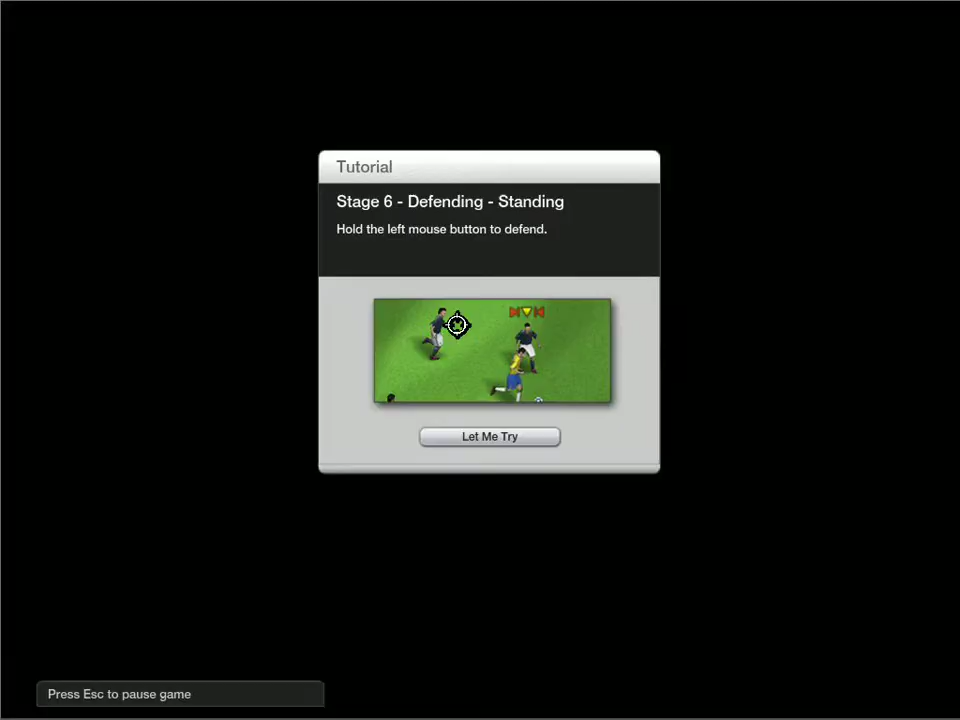 Tutorial
Stage 6 - Defending - Standing
Hold the left mouse button to defend.
Let Me Try
Press Esc to pause game